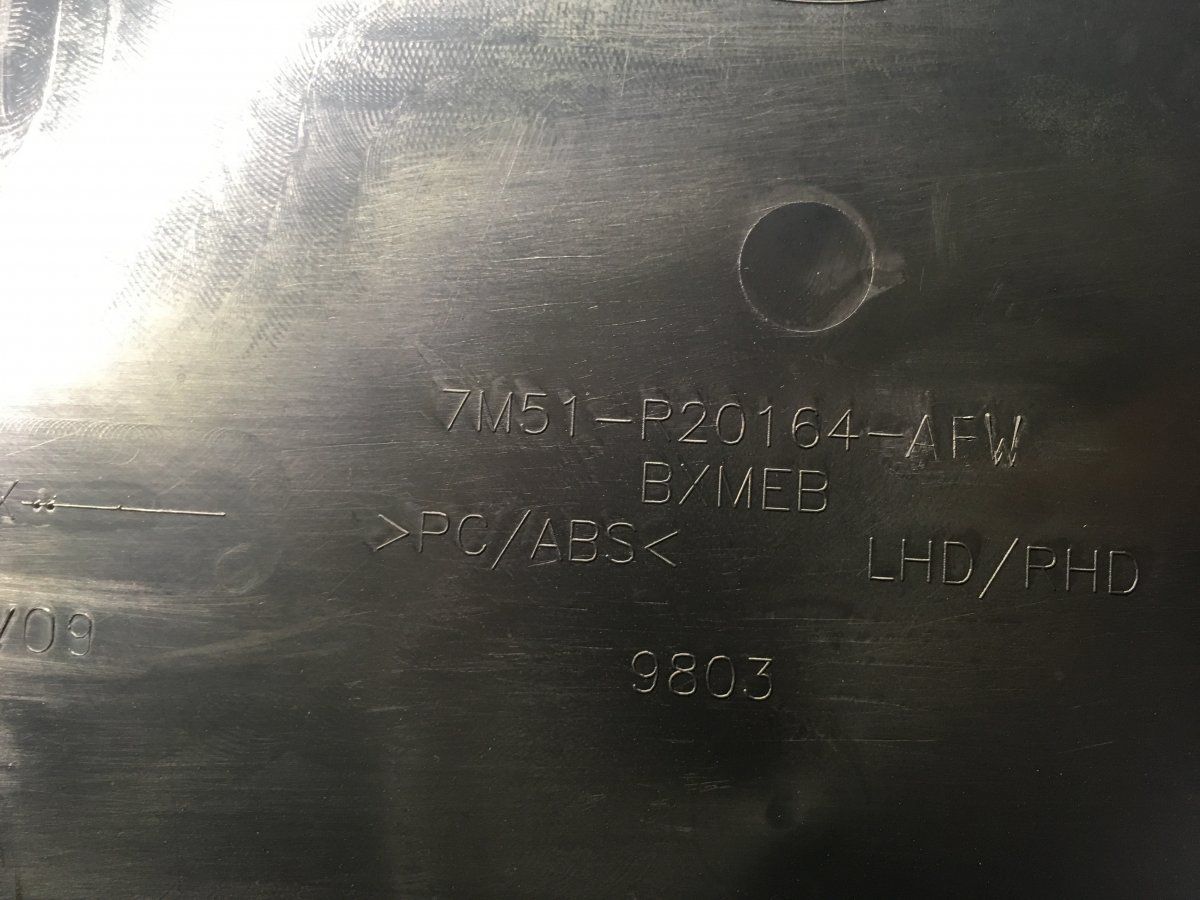 7M51-R20164-AFW
BXMEB
>PC/ABS<
LHD/RHD
/09
9803